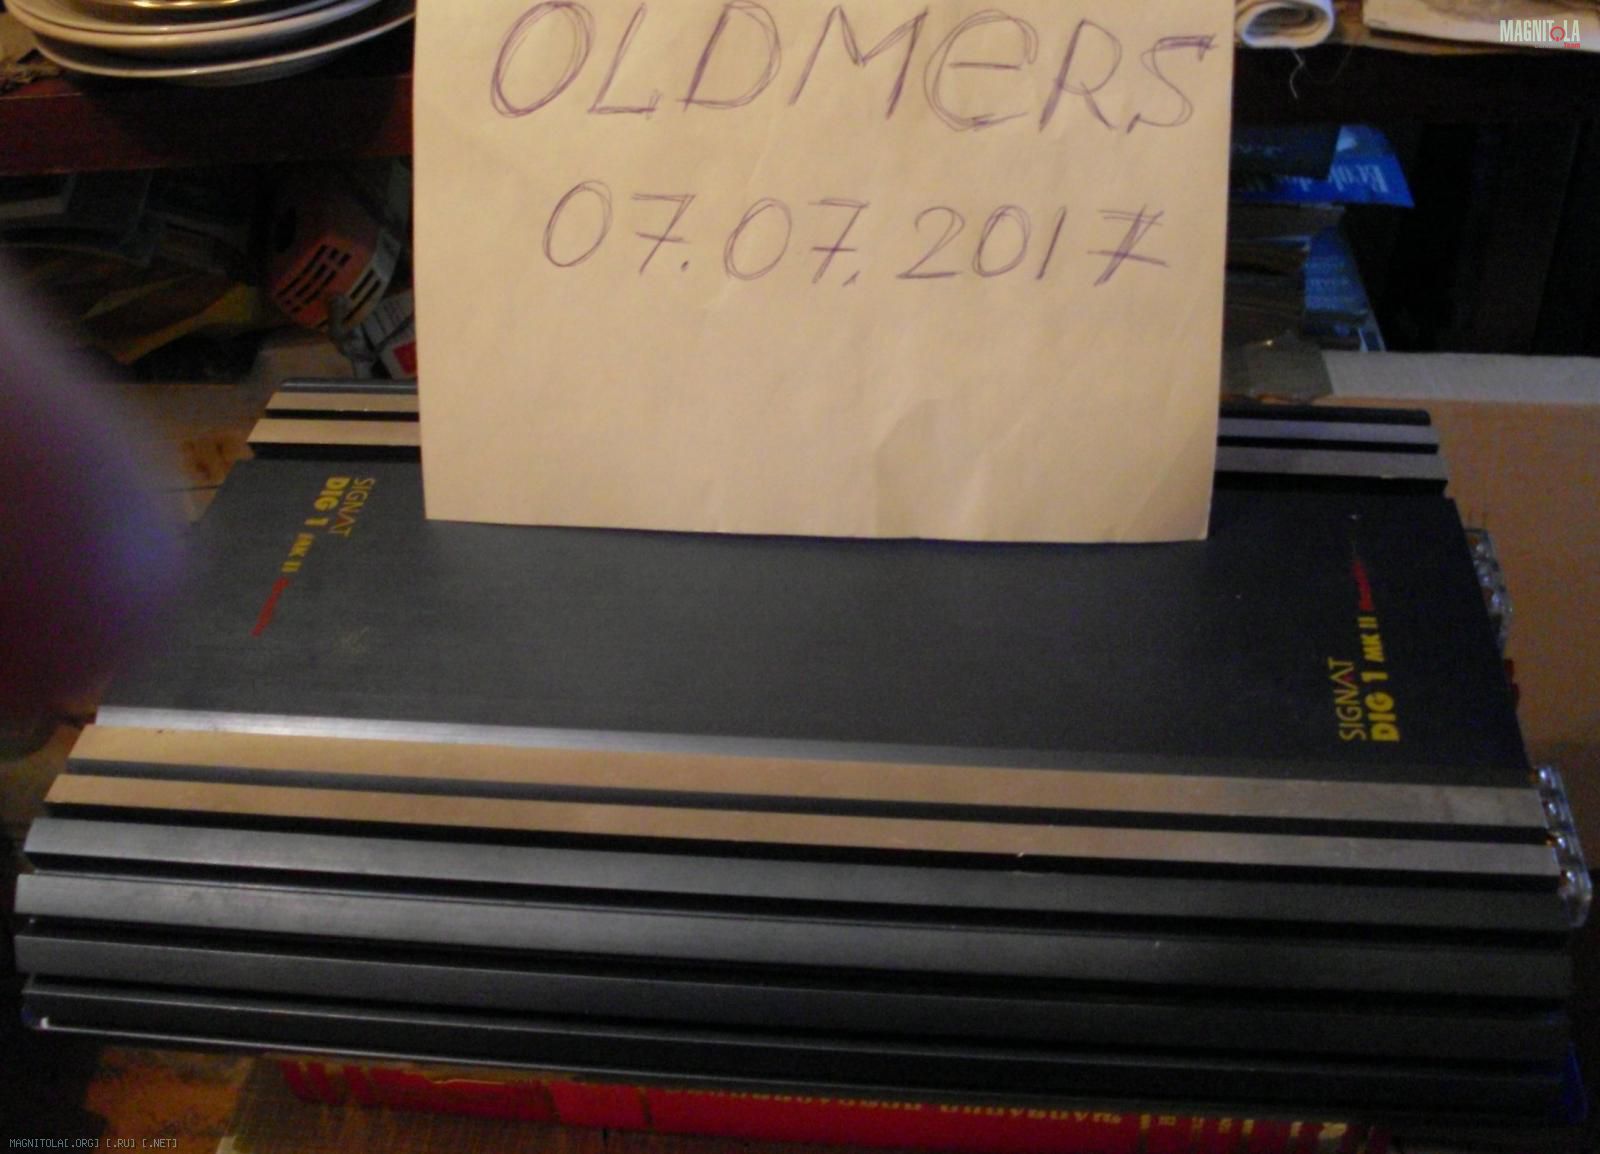 MAGNITOLA
OLDMERS
07.07.2017
SIGNAT
DIG 1 MK II
SIGNAT
DIG 1 MK II
MAGNITOLA[.ORG] [.RU] [.NET]